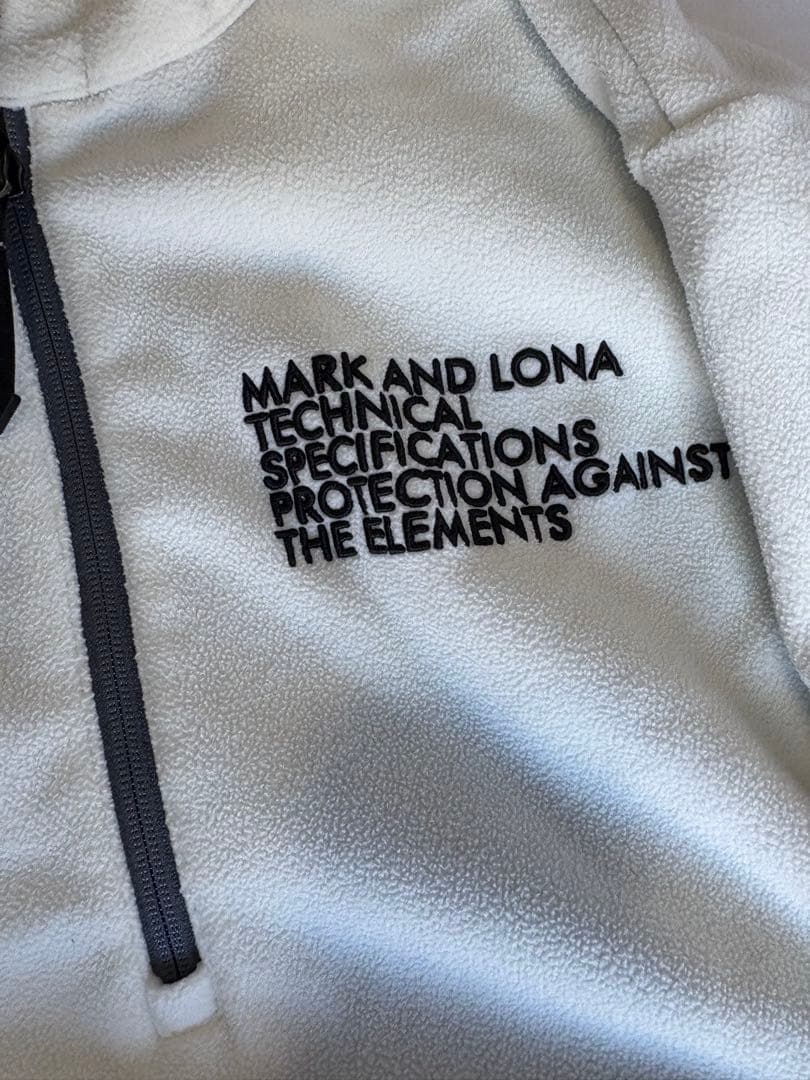 MARK AND LONA
TECHNICAL
SPECIFICATIONS
PROTECTION AGAINST
THE ELEMENTS